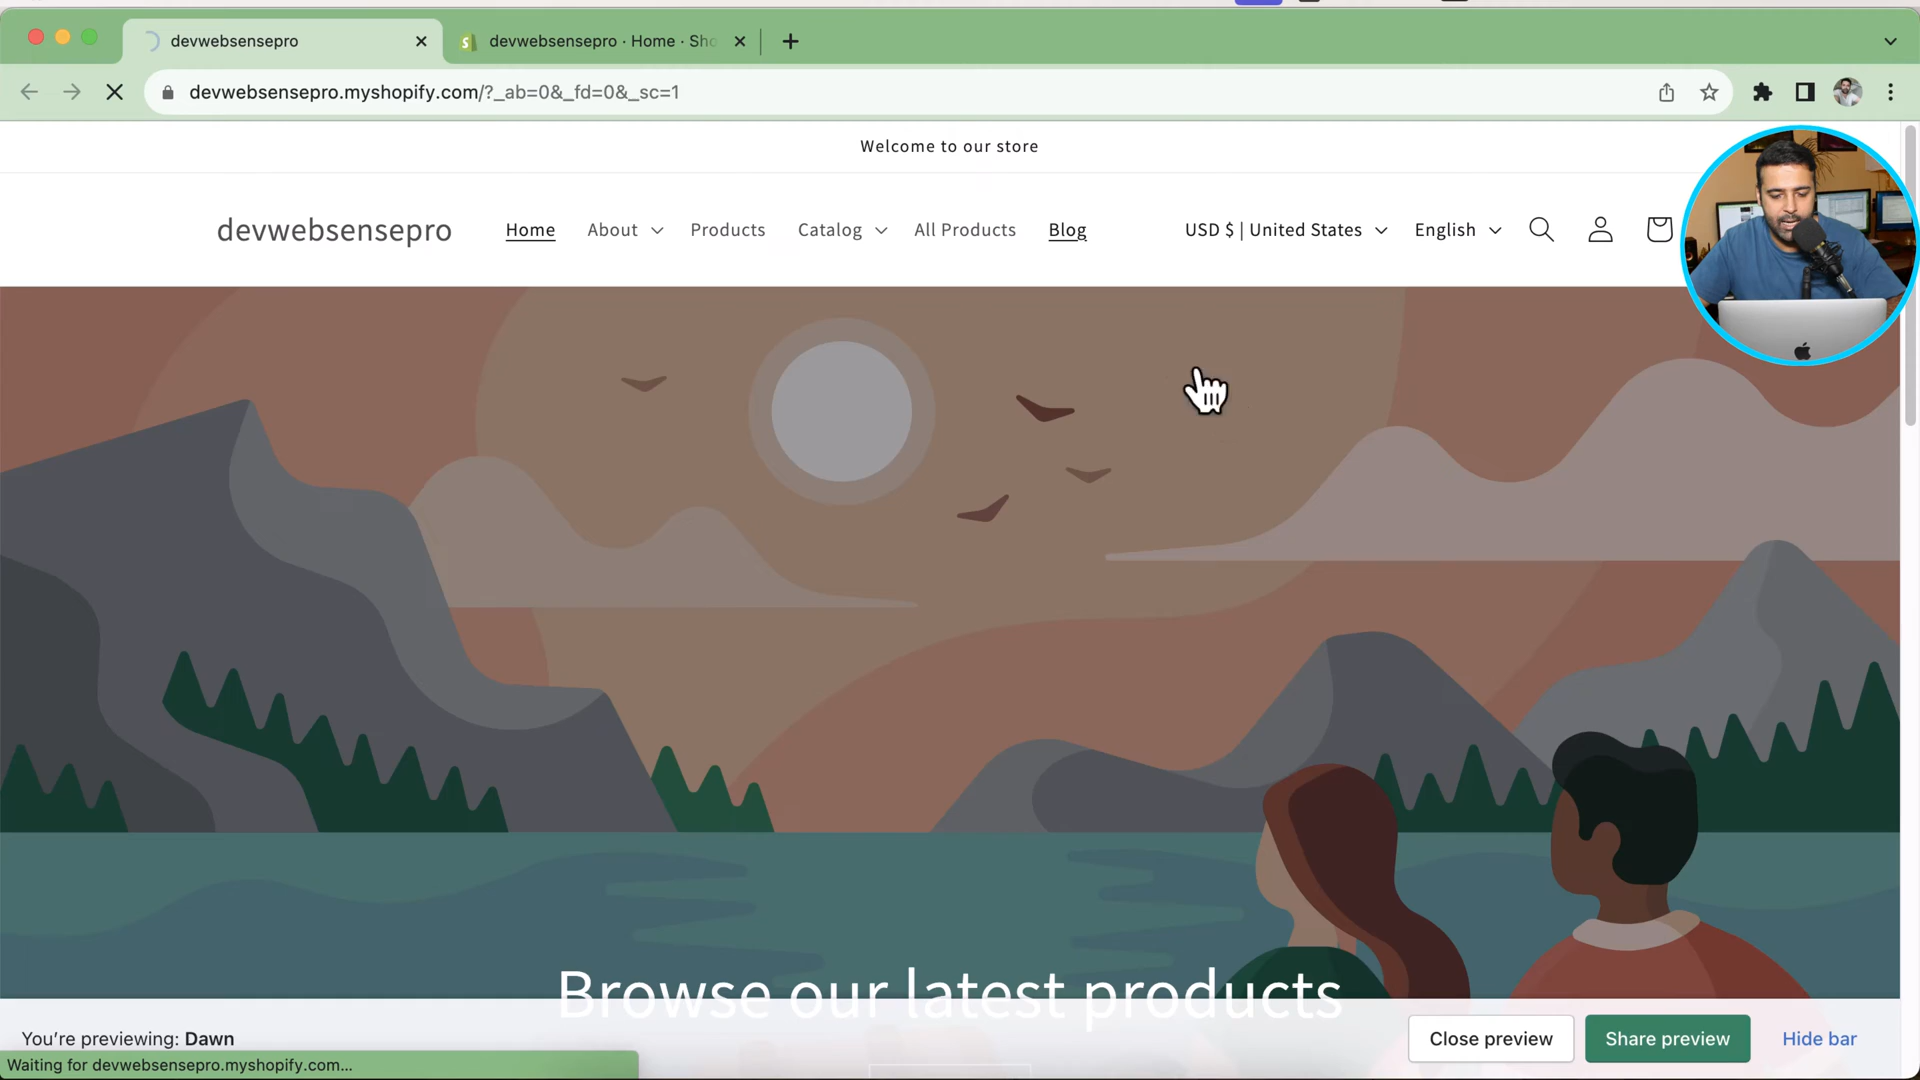 devwebsensepro
devwebsensepro · Home · Sho
devwebsensepro.myshopify.com/?_ab=0&_fd=0&_sc=1
Welcome to our store
devwebsensepro
Home
About
Products
Catalog
All Products
Blog
USD $ | United States
English
Browse our latest products
You're previewing: Dawn
Close preview
Share preview
Hide bar
Waiting for devwebsensepro.myshopify.com...